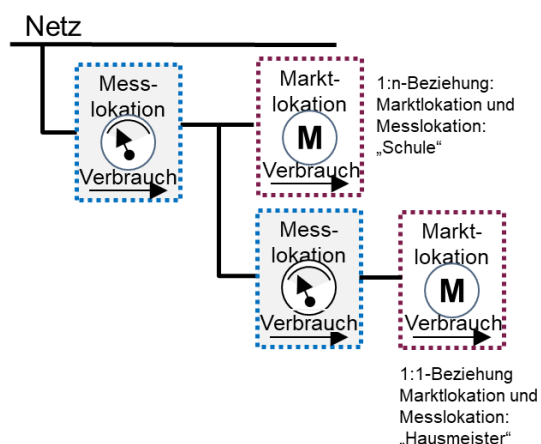 Netz
Mess-
lokation
Verbrauch
Markt-
lokation
M
Verbrauch
1:n-Beziehung:
Marktlokation und
Messlokation:
„Schule“
Mess-
lokation
Verbrauch
Markt-
lokation
M
Verbrauch
1:1-Beziehung
Marktlokation und
Messlokation:
„Hausmeister“